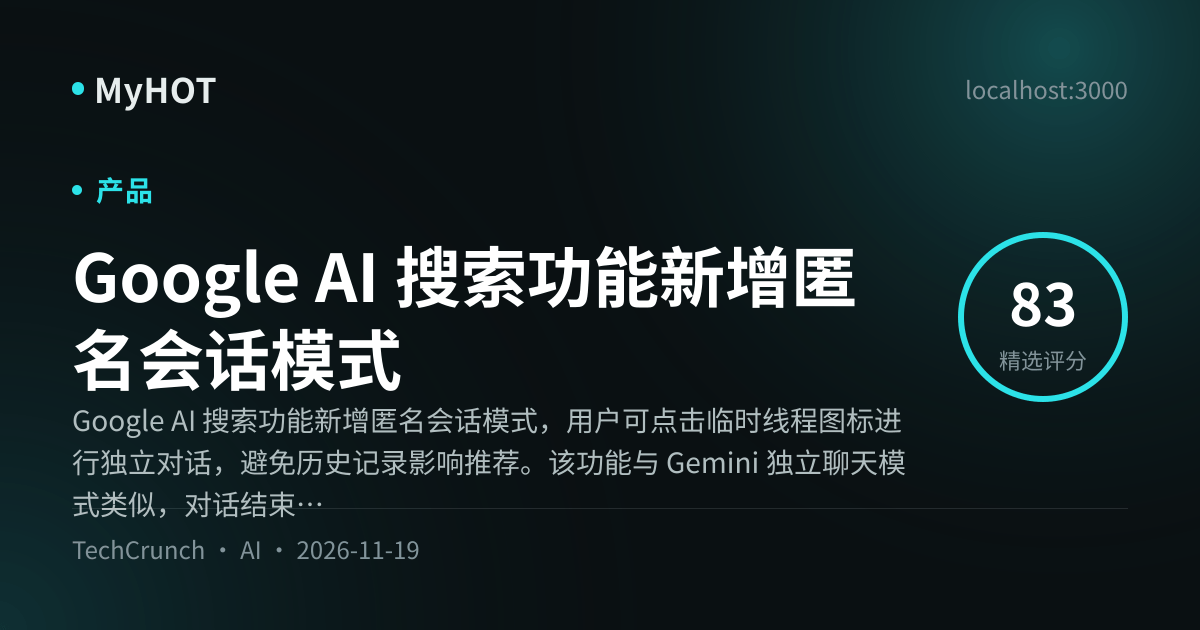 MyHOT
localhost:3000
产品
Google AI 搜索功能新增匿
名会话模式
83
精选评分
Google AI 搜索功能新增匿名会话模式，用户可点击临时线程图标进
行独立对话，避免历史记录影响推荐。该功能与 Gemini 独立聊天模
式类似，对话结束…
TechCrunch · AI · 2026-11-19